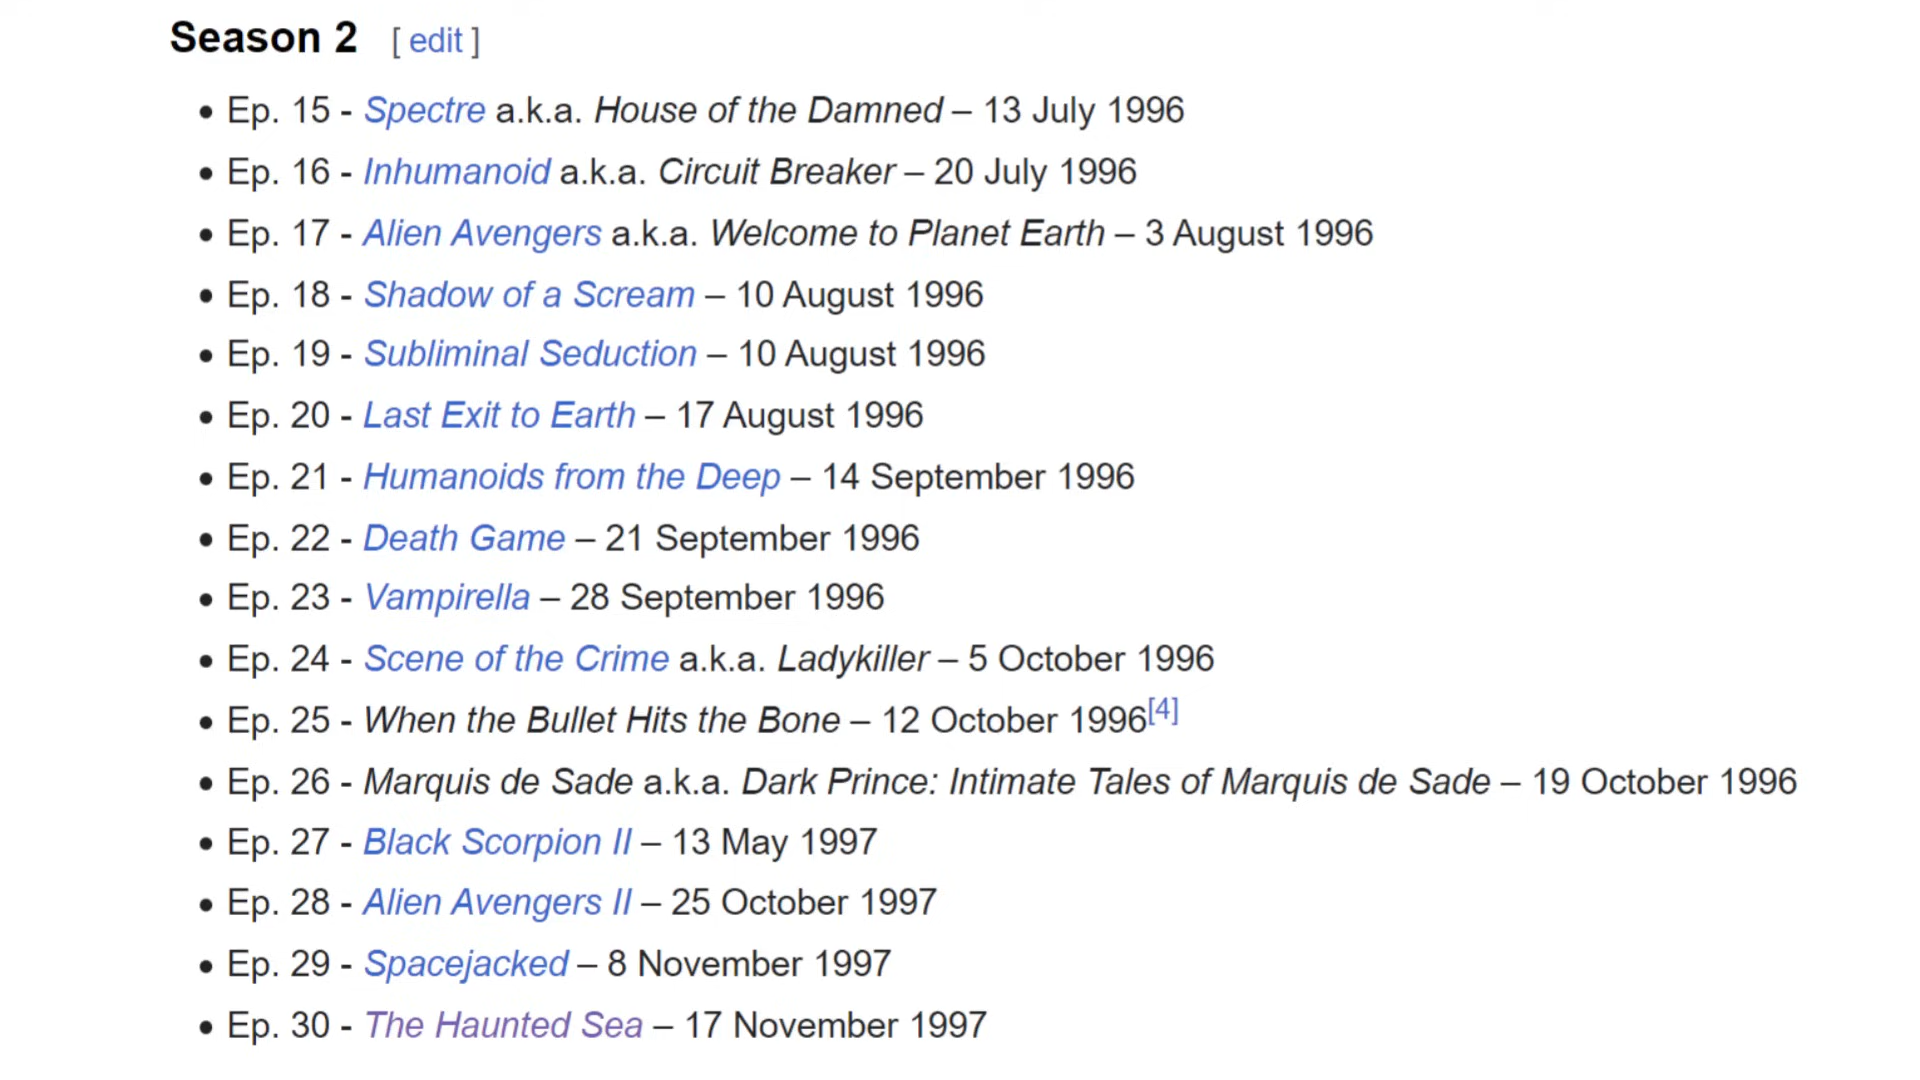 Season 2 [ edit ]
• Ep. 15 - Spectre a.k.a. House of the Damned – 13 July 1996
• Ep. 16 - Inhumanoid a.k.a. Circuit Breaker – 20 July 1996
• Ep. 17 - Alien Avengers a.k.a. Welcome to Planet Earth – 3 August 1996
• Ep. 18 - Shadow of a Scream – 10 August 1996
• Ep. 19 - Subliminal Seduction – 10 August 1996
• Ep. 20 - Last Exit to Earth – 17 August 1996
• Ep. 21 - Humanoids from the Deep – 14 September 1996
• Ep. 22 - Death Game – 21 September 1996
• Ep. 23 - Vampirella – 28 September 1996
• Ep. 24 - Scene of the Crime a.k.a. Ladykiller – 5 October 1996
• Ep. 25 - When the Bullet Hits the Bone – 12 October 1996[4]
• Ep. 26 - Marquis de Sade a.k.a. Dark Prince: Intimate Tales of Marquis de Sade – 19 October 1996
• Ep. 27 - Black Scorpion II – 13 May 1997
• Ep. 28 - Alien Avengers II – 25 October 1997
• Ep. 29 - Spacejacked – 8 November 1997
• Ep. 30 - The Haunted Sea – 17 November 1997